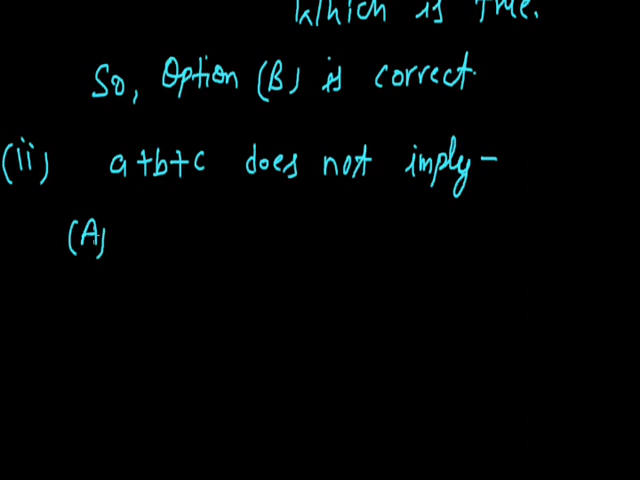 which is true.
So, Option (B) is correct.
(ii) a+b+c does not imply-
(A)